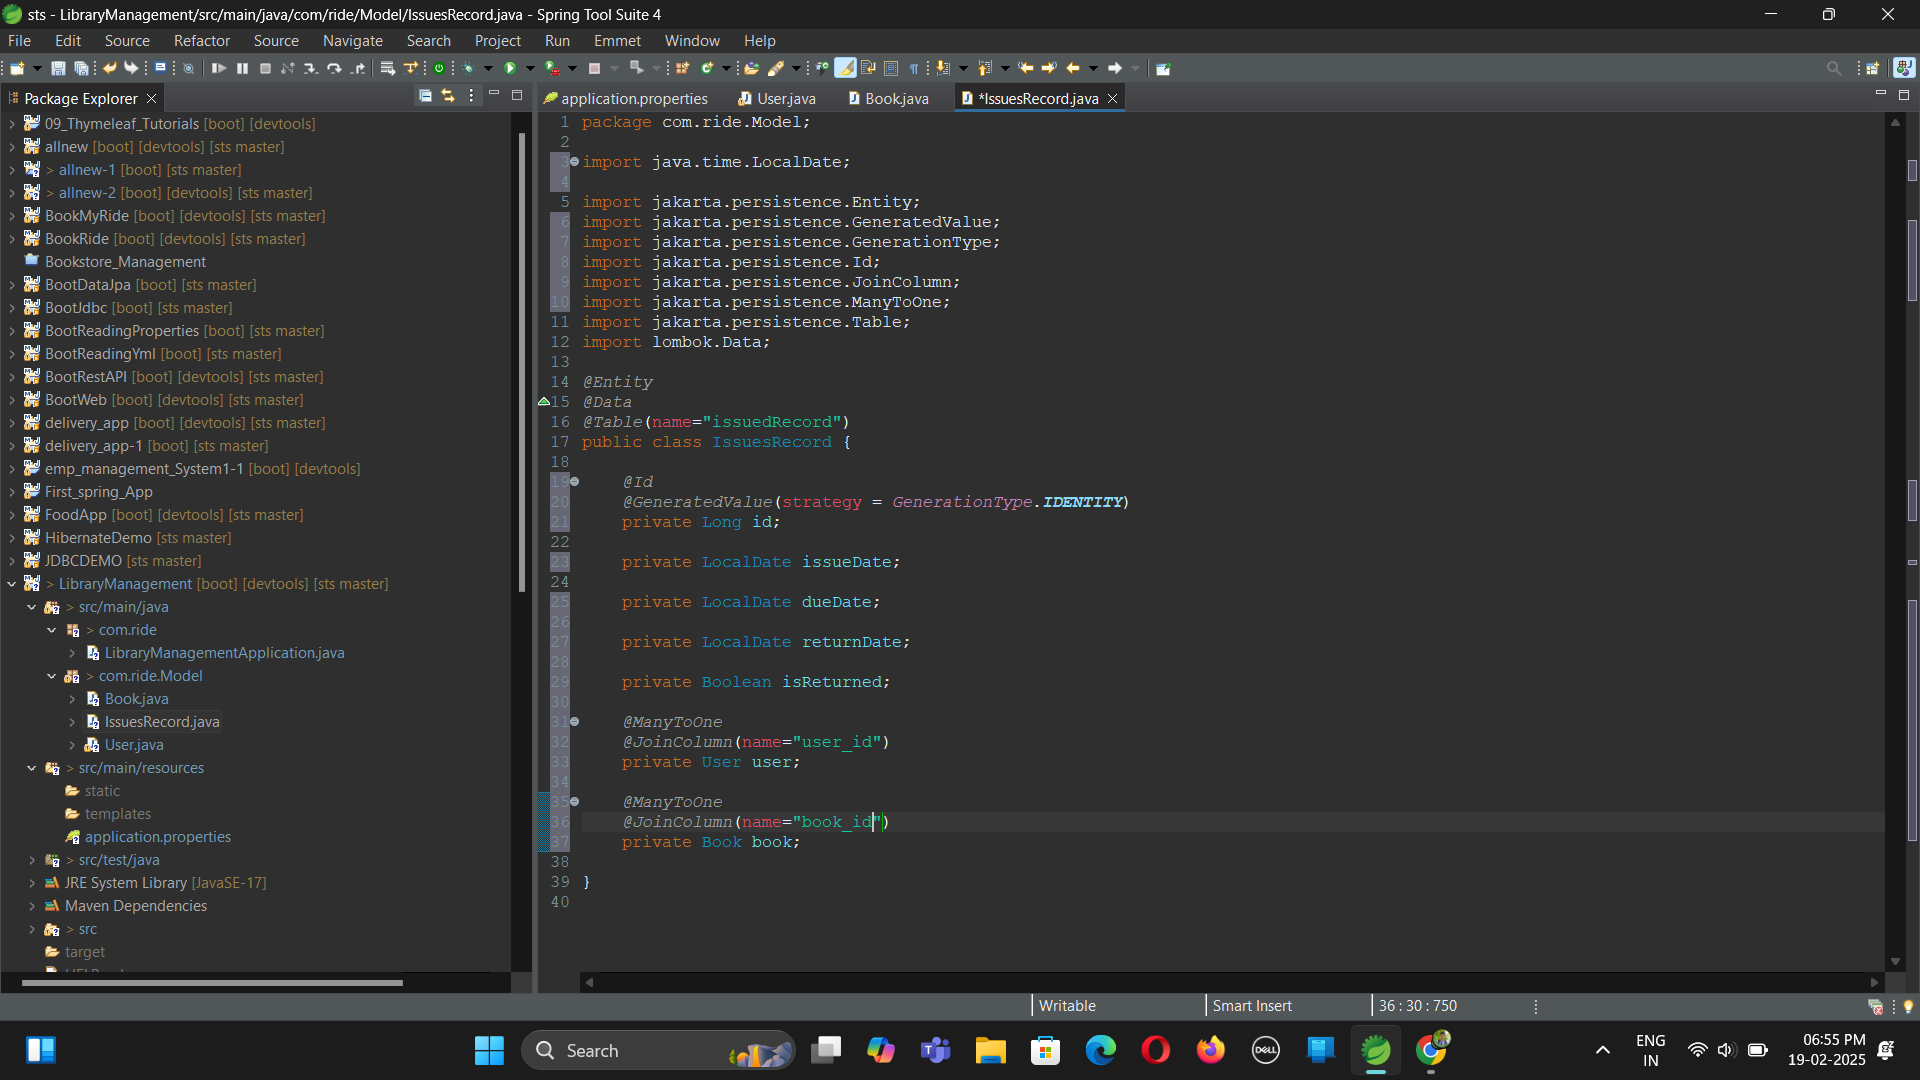 sts - LibraryManagement/src/main/java/com/ride/Model/IssuesRecord.java - Spring Tool Suite 4
File Edit Source Refactor Source Navigate Search Project Run Emmet Window Help
Package Explorer
application.properties User.java Book.java *IssuesRecord.java
09_Thymeleaf_Tutorials [boot] [devtools]
allnew [boot] [devtools] [sts master]
> allnew-1 [boot] [sts master]
> allnew-2 [boot] [devtools] [sts master]
BookMyRide [boot] [devtools] [sts master]
BookRide [boot] [devtools] [sts master]
Bookstore_Management
BootDataJpa [boot] [sts master]
BootJdbc [boot] [sts master]
BootReadingProperties [boot] [sts master]
BootReadingYml [boot] [sts master]
BootRestAPI [boot] [devtools] [sts master]
BootWeb [boot] [devtools] [sts master]
delivery_app [boot] [devtools] [sts master]
delivery_app-1 [boot] [sts master]
emp_management_System1-1 [boot] [devtools]
First_spring_App
FoodApp [boot] [devtools] [sts master]
HibernateDemo [sts master]
JDBCDEMO [sts master]
> LibraryManagement [boot] [devtools] [sts master]
> src/main/java
> com.ride
LibraryManagementApplication.java
> com.ride.Model
Book.java
IssuesRecord.java
User.java
> src/main/resources
static
templates
application.properties
> src/test/java
JRE System Library [JavaSE-17]
Maven Dependencies
> src
target
1 package com.ride.Model;
2
3 import java.time.LocalDate;
4
5 import jakarta.persistence.Entity;
6 import jakarta.persistence.GeneratedValue;
7 import jakarta.persistence.GenerationType;
8 import jakarta.persistence.Id;
9 import jakarta.persistence.JoinColumn;
10 import jakarta.persistence.ManyToOne;
11 import jakarta.persistence.Table;
12 import lombok.Data;
13
14 @Entity
15 @Data
16 @Table(name="issuedRecord")
17 public class IssuesRecord {
18
19 @Id
20 @GeneratedValue(strategy = GenerationType.IDENTITY)
21 private Long id;
22
23 private LocalDate issueDate;
24
25 private LocalDate dueDate;
26
27 private LocalDate returnDate;
28
29 private Boolean isReturned;
30
31 @ManyToOne
32 @JoinColumn(name="user_id")
33 private User user;
34
35 @ManyToOne
36 @JoinColumn(name="book_id")
37 private Book book;
38
39 }
40
Writable Smart Insert 36 : 30 : 750
Search
DELL
ENG
IN
06:55 PM
19-02-2025